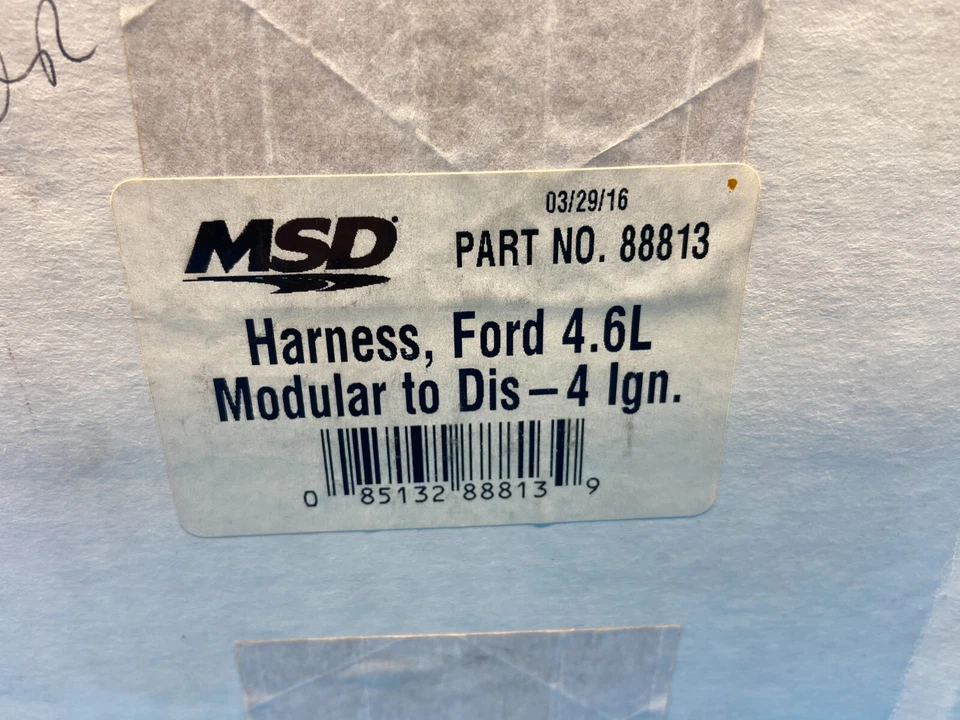 03/29/16
MSD
PART NO. 88813
Harness, Ford 4.6L
Modular to Dis-4 Ign.
0 85132 88813 9